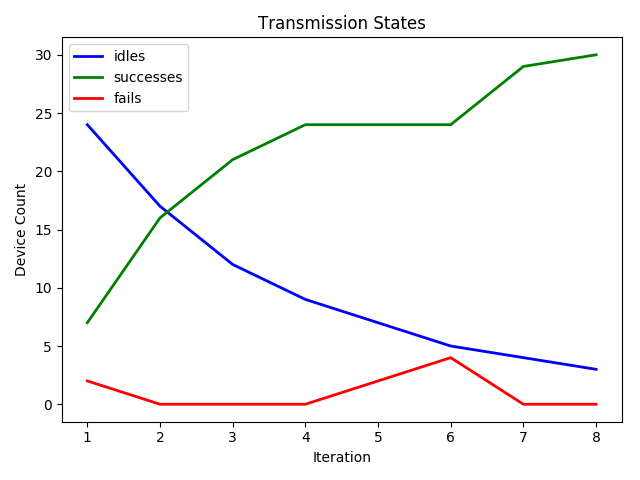 Transmission States
idles
successes
fails
30
25
20
15
10
5
0
Device Count
1 2 3 4 5 6 7 8
Iteration